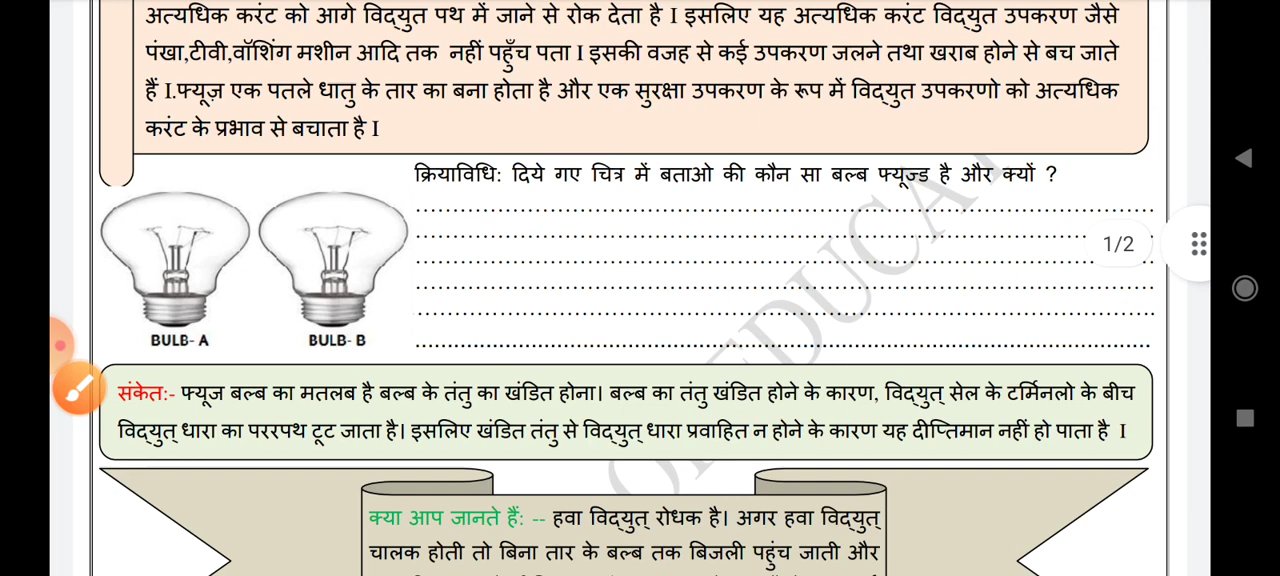 अत्यधिक करंट को आगे विद्युत पथ में जाने से रोक देता है I इसलिए यह अत्यधिक करंट विद्युत उपकरण जैसे
पंखा,टीवी,वॉशिंग मशीन आदि तक नहीं पहुँच पता I इसकी वजह से कई उपकरण जलने तथा खराब होने से बच जाते
हैं I.फ्यूज़ एक पतले धातु के तार का बना होता है और एक सुरक्षा उपकरण के रूप में विद्युत उपकरणो को अत्यधिक
करंट के प्रभाव से बचाता है I
क्रियाविधि: दिये गए चित्र में बताओ की कौन सा बल्ब फ्यूज्ड है और क्यों ?
1/2
BULB- A
BULB- B
संकेत:- फ्यूज बल्ब का मतलब है बल्ब के तंतु का खंडित होना। बल्ब का तंतु खंडित होने के कारण, विद्युत् सेल के टर्मिनलो के बीच
विद्युत् धारा का पररपथ टूट जाता है। इसलिए खंडित तंतु से विद्युत् धारा प्रवाहित न होने के कारण यह दीप्तिमान नहीं हो पाता है I
क्या आप जानते हैं: -- हवा विद्युत् रोधक है। अगर हवा विद्युत्
चालक होती तो बिना तार के बल्ब तक बिजली पहुंच जाती और